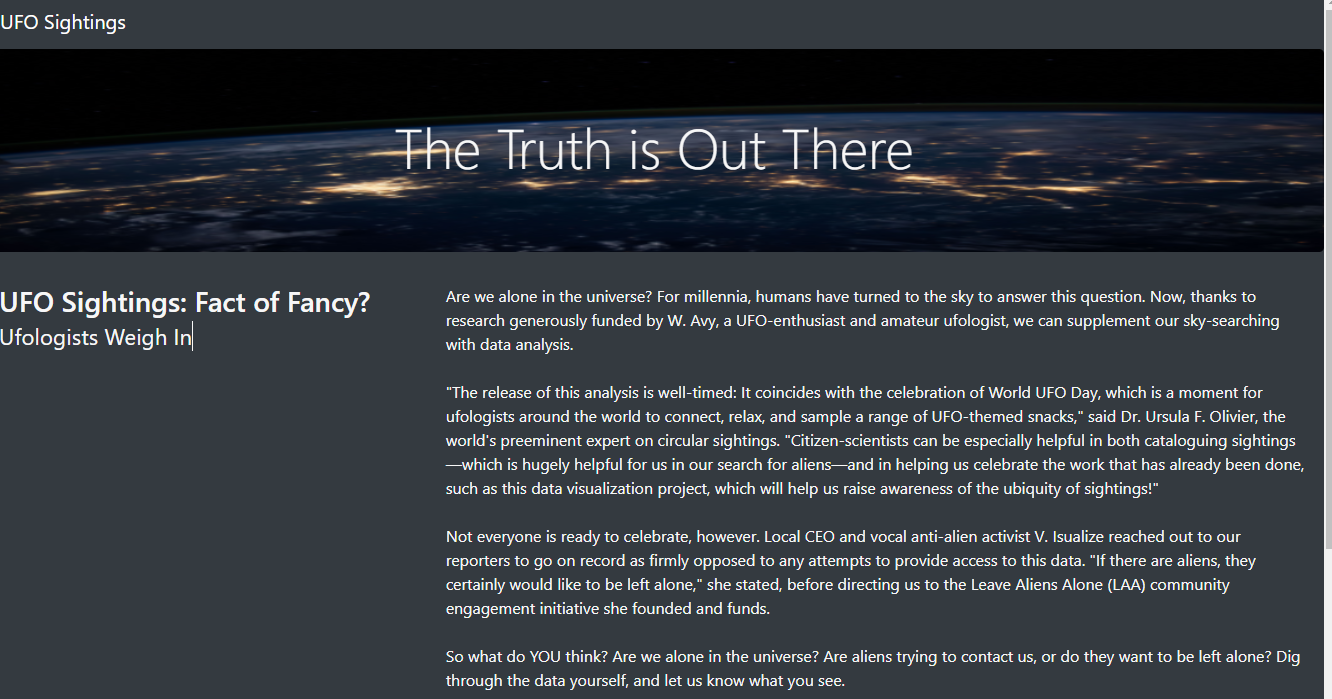 UFO Sightings
The Truth is Out There
UFO Sightings: Fact of Fancy?
Ufologists Weigh In
Are we alone in the universe? For millennia, humans have turned to the sky to answer this question. Now, thanks to
research generously funded by W. Avy, a UFO-enthusiast and amateur ufologist, we can supplement our sky-searching
with data analysis.
"The release of this analysis is well-timed: It coincides with the celebration of World UFO Day, which is a moment for
ufologists around the world to connect, relax, and sample a range of UFO-themed snacks," said Dr. Ursula F. Olivier, the
world's preeminent expert on circular sightings. "Citizen-scientists can be especially helpful in both cataloguing sightings
—which is hugely helpful for us in our search for aliens—and in helping us celebrate the work that has already been done,
such as this data visualization project, which will help us raise awareness of the ubiquity of sightings!"
Not everyone is ready to celebrate, however. Local CEO and vocal anti-alien activist V. Isualize reached out to our
reporters to go on record as firmly opposed to any attempts to provide access to this data. "If there are aliens, they
certainly would like to be left alone," she stated, before directing us to the Leave Aliens Alone (LAA) community
engagement initiative she founded and funds.
So what do YOU think? Are we alone in the universe? Are aliens trying to contact us, or do they want to be left alone? Dig
through the data yourself, and let us know what you see.